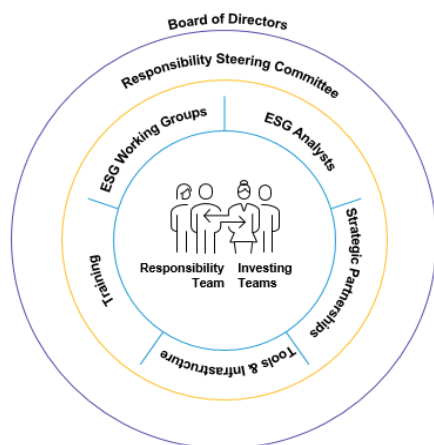 Board of Directors
Responsibility Steering Committee
ESG Working Groups
ESG Analysts
Responsibility Investing
Team Teams
Training
Strategic Partnerships
Tools & Infrastructure